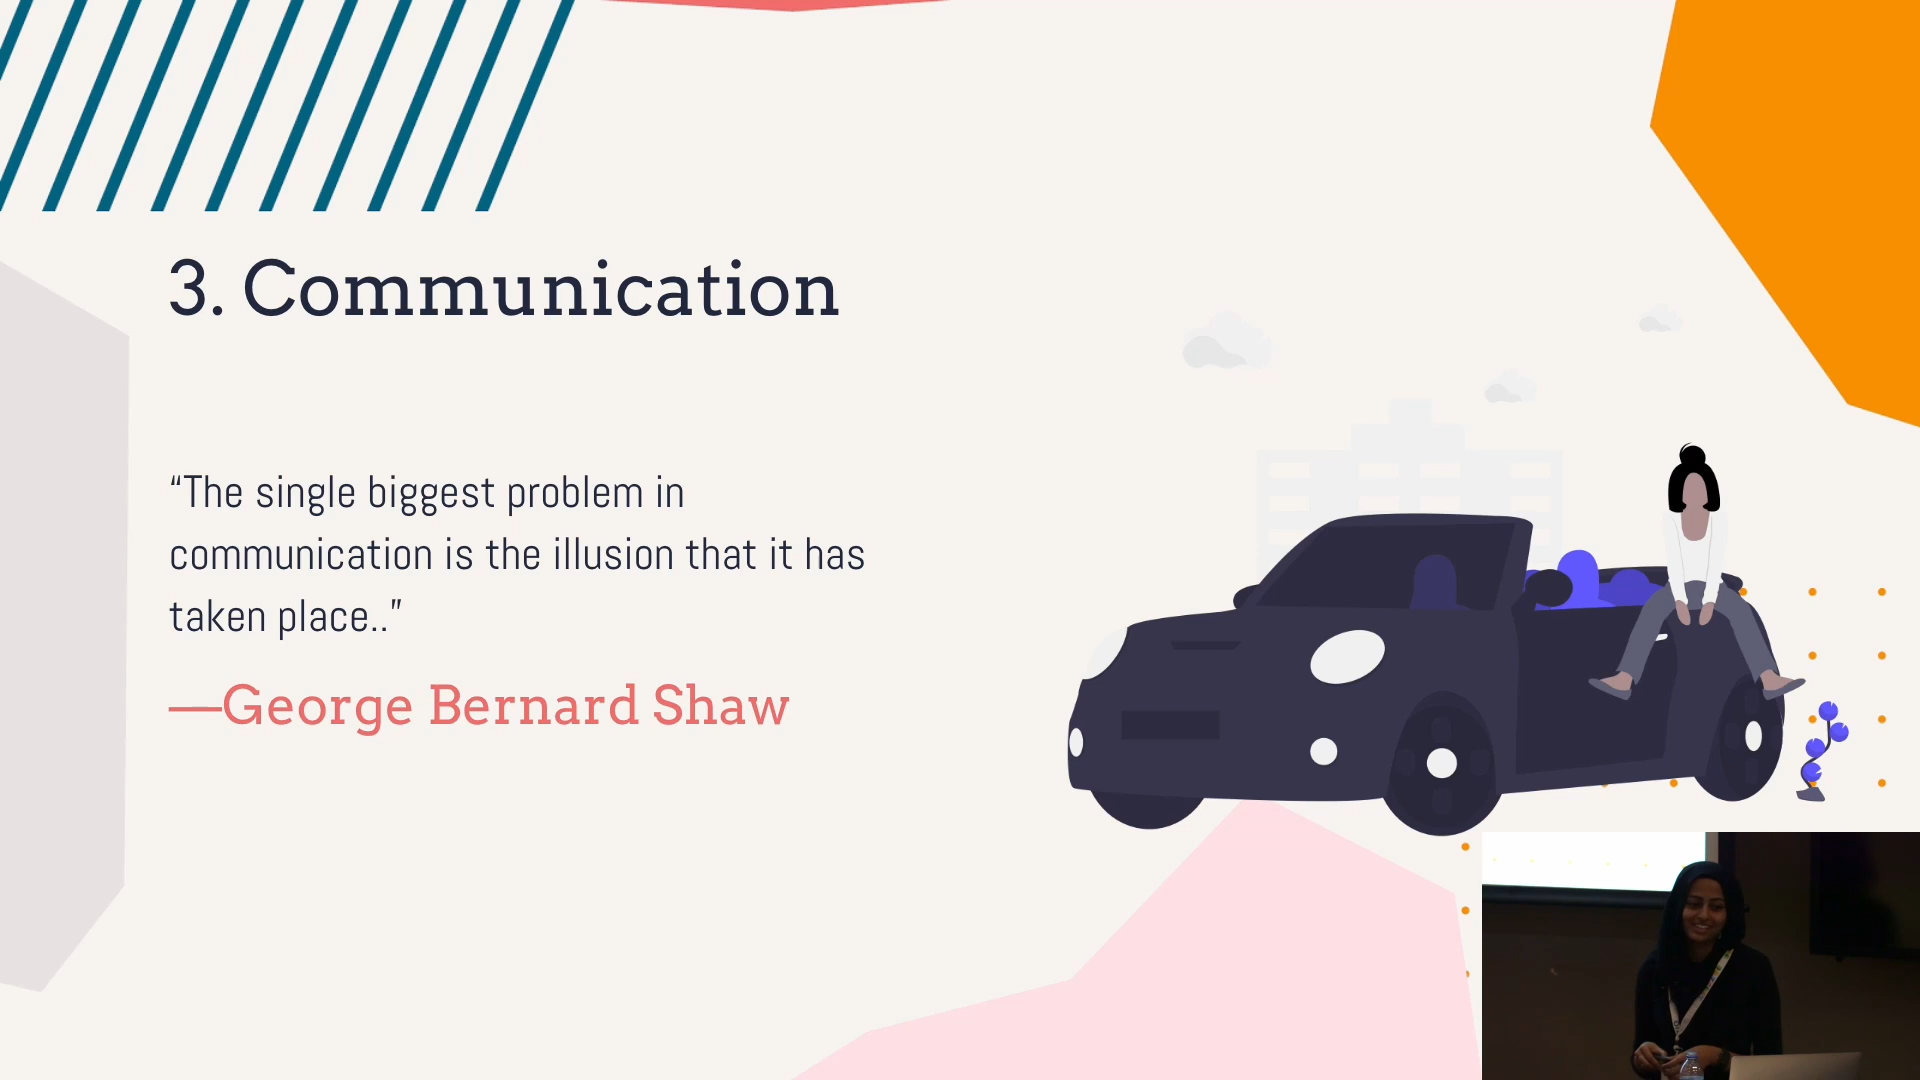 3. Communication
“The single biggest problem in
communication is the illusion that it has
taken place..”
—George Bernard Shaw